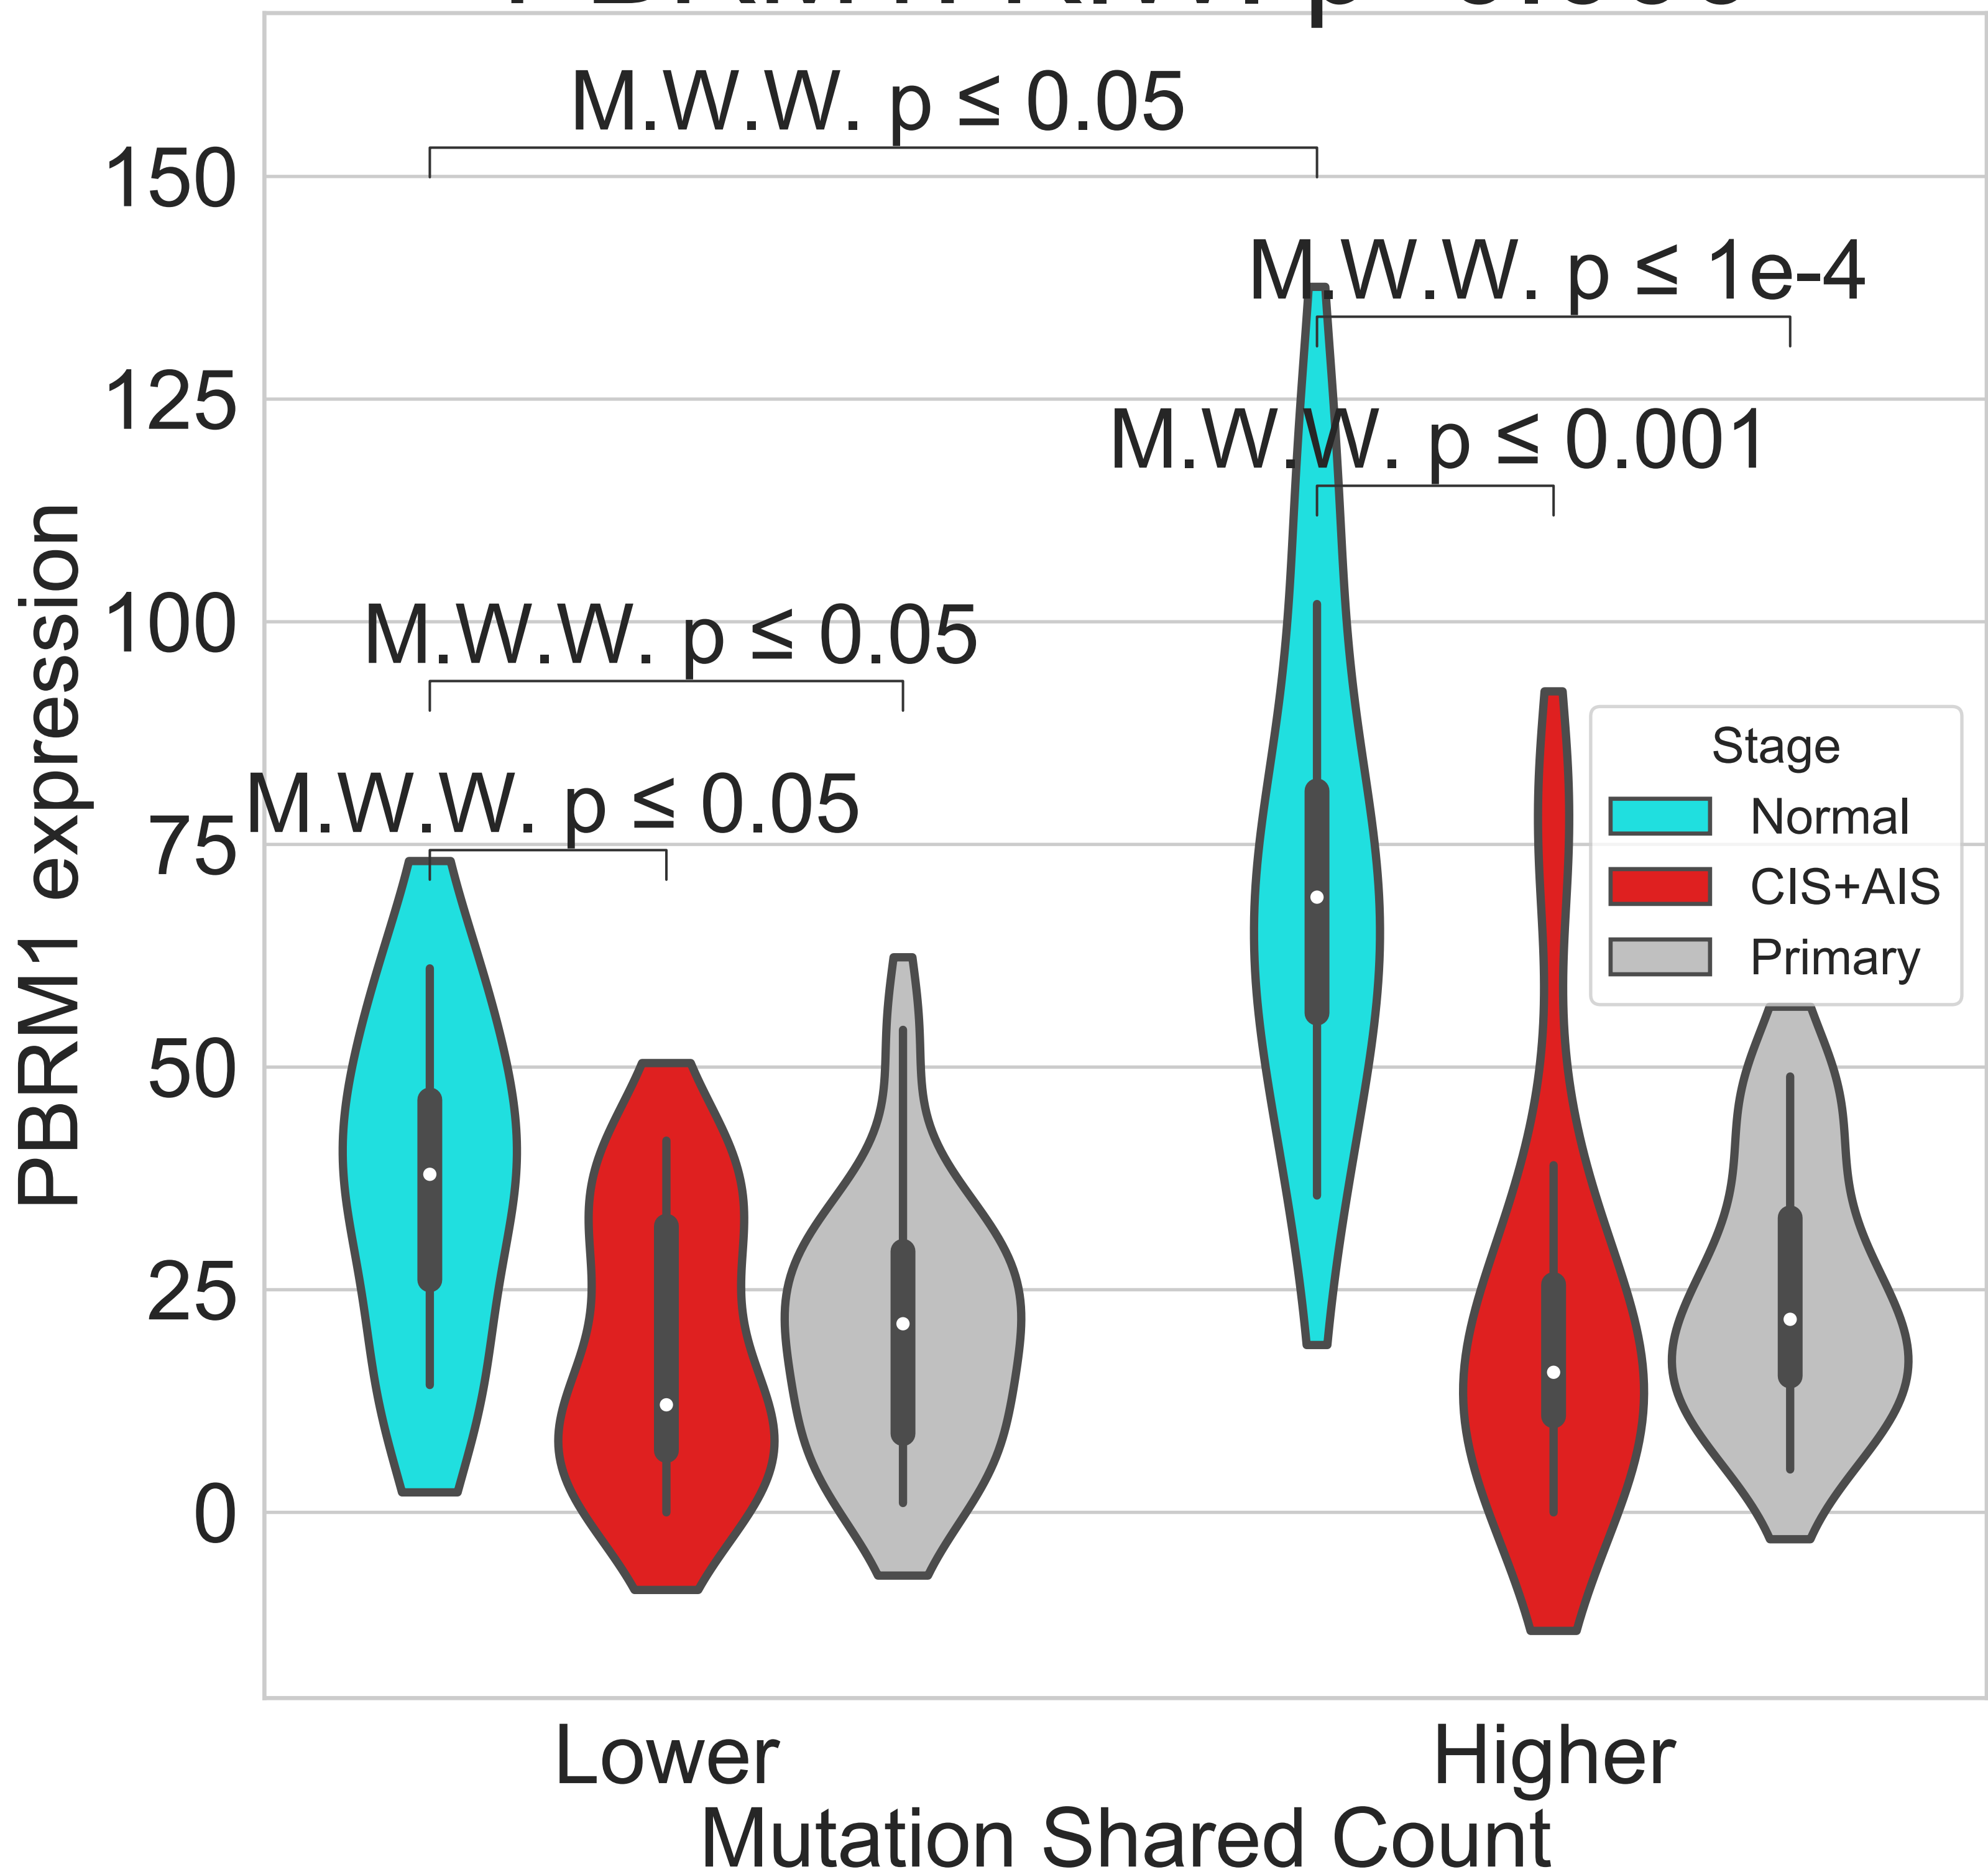 M.W.W. p ≤ 0.05
150
M.W.W. p ≤ 1e-4
125
M.W.W. p ≤ 0.001
100
M.W.W. p ≤ 0.05
Stage
Normal
CIS+AIS
Primary
M.W.W. p ≤ 0.05
75
50
25
0
PBRM1 expression
Lower
Higher
Mutation Shared Count